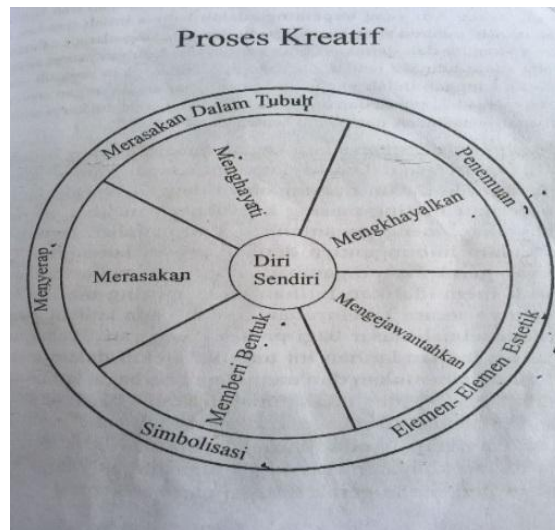 Proses Kreatif
Merasakan Dalam Tubuh
Penemuan
Menghayati
Mengkhayalkan
Menyerap
Merasakan
Diri
Sendiri
Mengejawantahkan
Memberi Bentuk
Elemen- Elemen Estetik
Simbolisasi